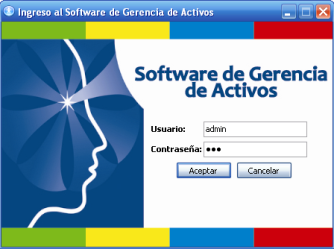 Ingreso al Software de Gerencia de Activos
Software de Gerencia
de Activos
Usuario: admin
Contraseña: •••
Aceptar Cancelar